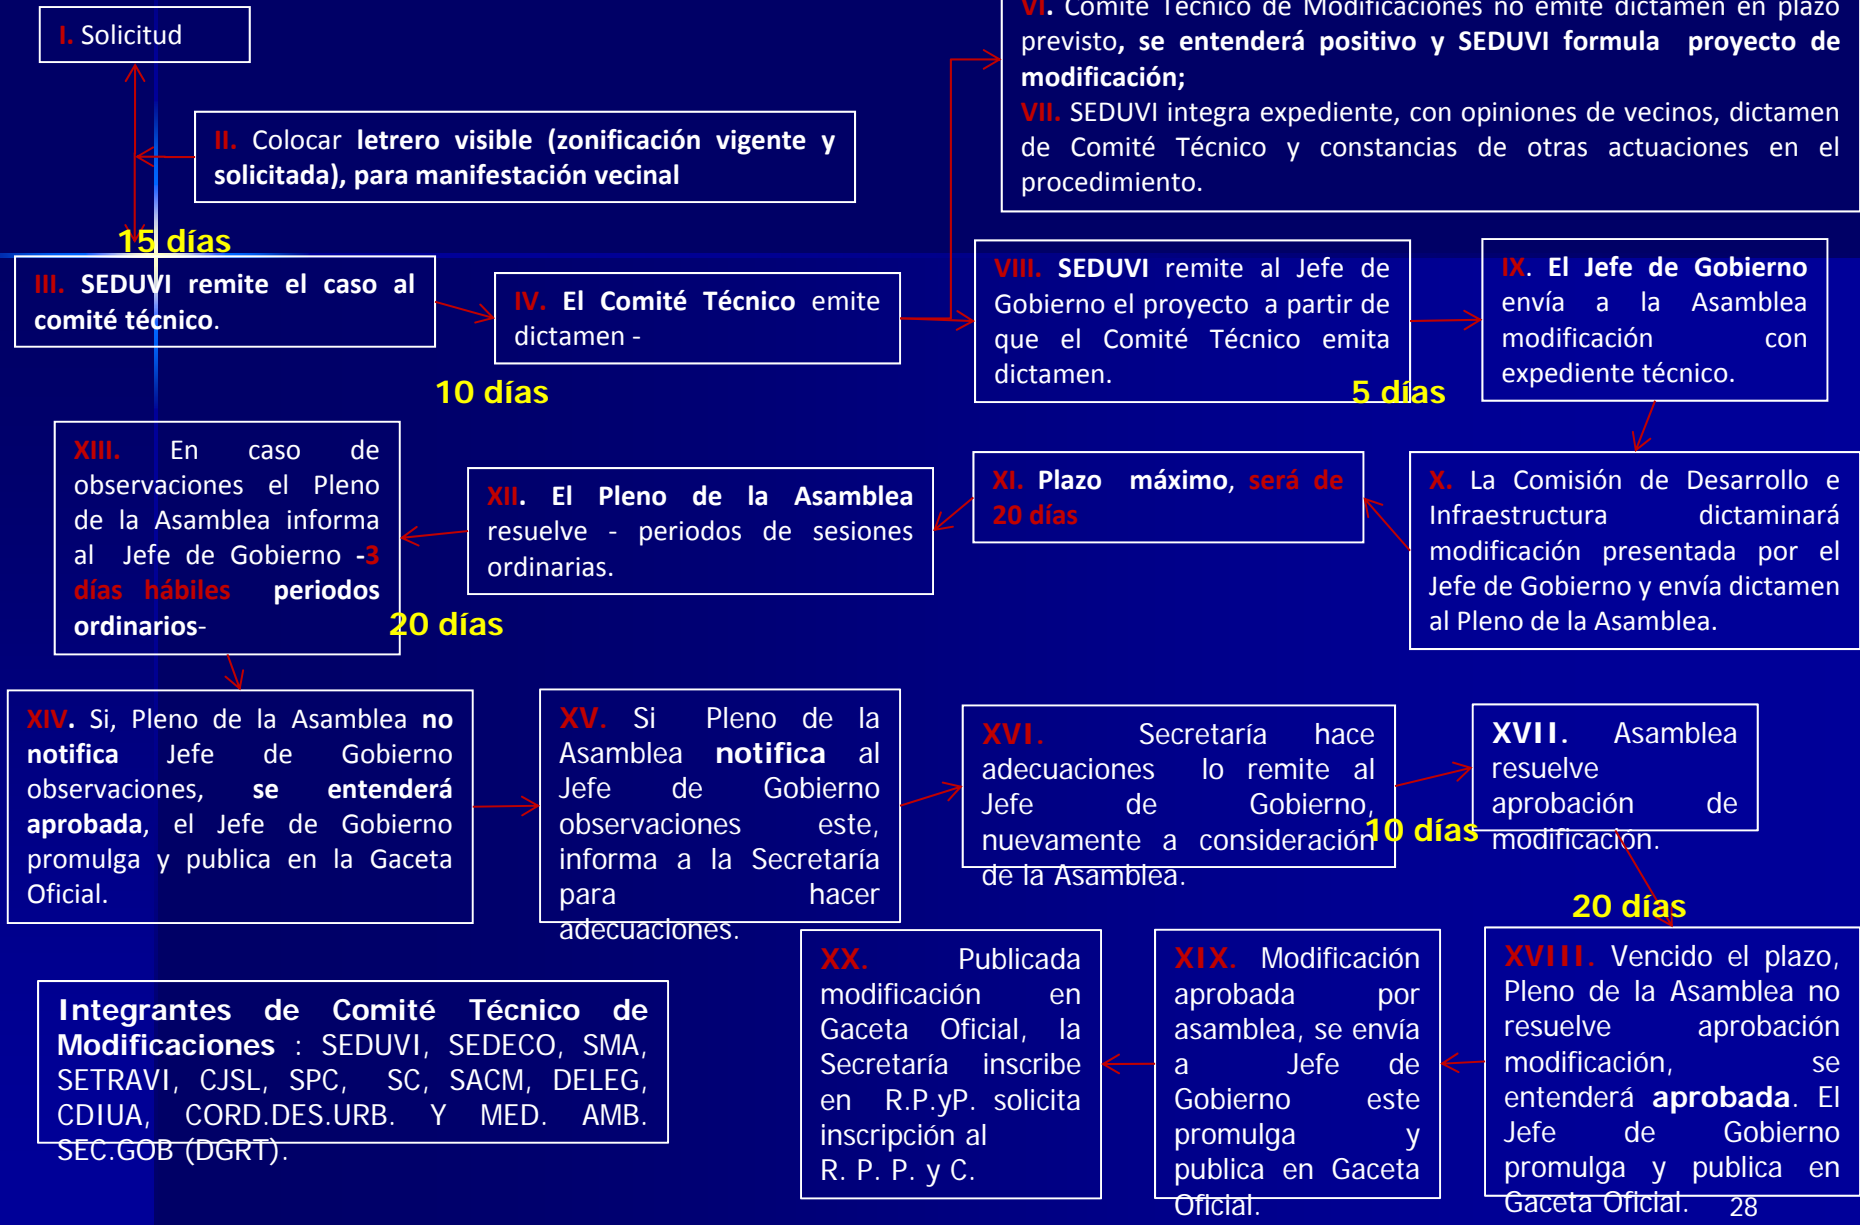 I. Solicitud
II. Colocar letrero visible (zonificación vigente y
solicitada), para manifestación vecinal
VI. Comité Técnico de Modificaciones no emite dictamen en plazo
previsto, se entenderá positivo y SEDUVI formula proyecto de
modificación;
VII. SEDUVI integra expediente, con opiniones de vecinos, dictamen
de Comité Técnico y constancias de otras actuaciones en el
procedimiento.
15 días
III. SEDUVI remite el caso al
comité técnico.
IV. El Comité Técnico emite
dictamen -
10 días
VIII. SEDUVI remite al Jefe de
Gobierno el proyecto a partir de
que el Comité Técnico emita
dictamen.
5 días
IX. El Jefe de Gobierno
envía a la Asamblea
modificación con
expediente técnico.
X. La Comisión de Desarrollo e
Infraestructura dictaminará
modificación presentada por el
Jefe de Gobierno y envía dictamen
al Pleno de la Asamblea.
XI. Plazo máximo, será de
20 días
XII. El Pleno de la Asamblea
resuelve - periodos de sesiones
ordinarias.
XIII. En caso de
observaciones el Pleno
de la Asamblea informa
al Jefe de Gobierno -3
días hábiles periodos
ordinarios-
20 días
XIV. Si, Pleno de la Asamblea no
notifica Jefe de Gobierno
observaciones, se entenderá
aprobada, el Jefe de Gobierno
promulga y publica en la Gaceta
Oficial.
XV. Si Pleno de la
Asamblea notifica al
Jefe de Gobierno
observaciones este,
informa a la Secretaría
para hacer
adecuaciones.
XVI. Secretaría hace
adecuaciones lo remite al
Jefe de Gobierno,
nuevamente a consideración
de la Asamblea.
10 días
XVII. Asamblea
resuelve
aprobación de
modificación.
20 días
XVIII. Vencido el plazo,
Pleno de la Asamblea no
resuelve aprobación
modificación, se
entenderá aprobada. El
Jefe de Gobierno
promulga y publica en
Gaceta Oficial.
XIX. Modificación
aprobada por
asamblea, se envía
a Jefe de
Gobierno este
promulga y
publica en Gaceta
Oficial.
XX. Publicada
modificación en
Gaceta Oficial, la
Secretaría inscribe
en R.P.yP. solicita
inscripción al
R. P. P. y C.
Integrantes de Comité Técnico de
Modificaciones : SEDUVI, SEDECO, SMA,
SETRAVI, CJSL, SPC, SC, SACM, DELEG,
CDIUA, CORD.DES.URB. Y MED. AMB.
SEC.GOB (DGRT).
28